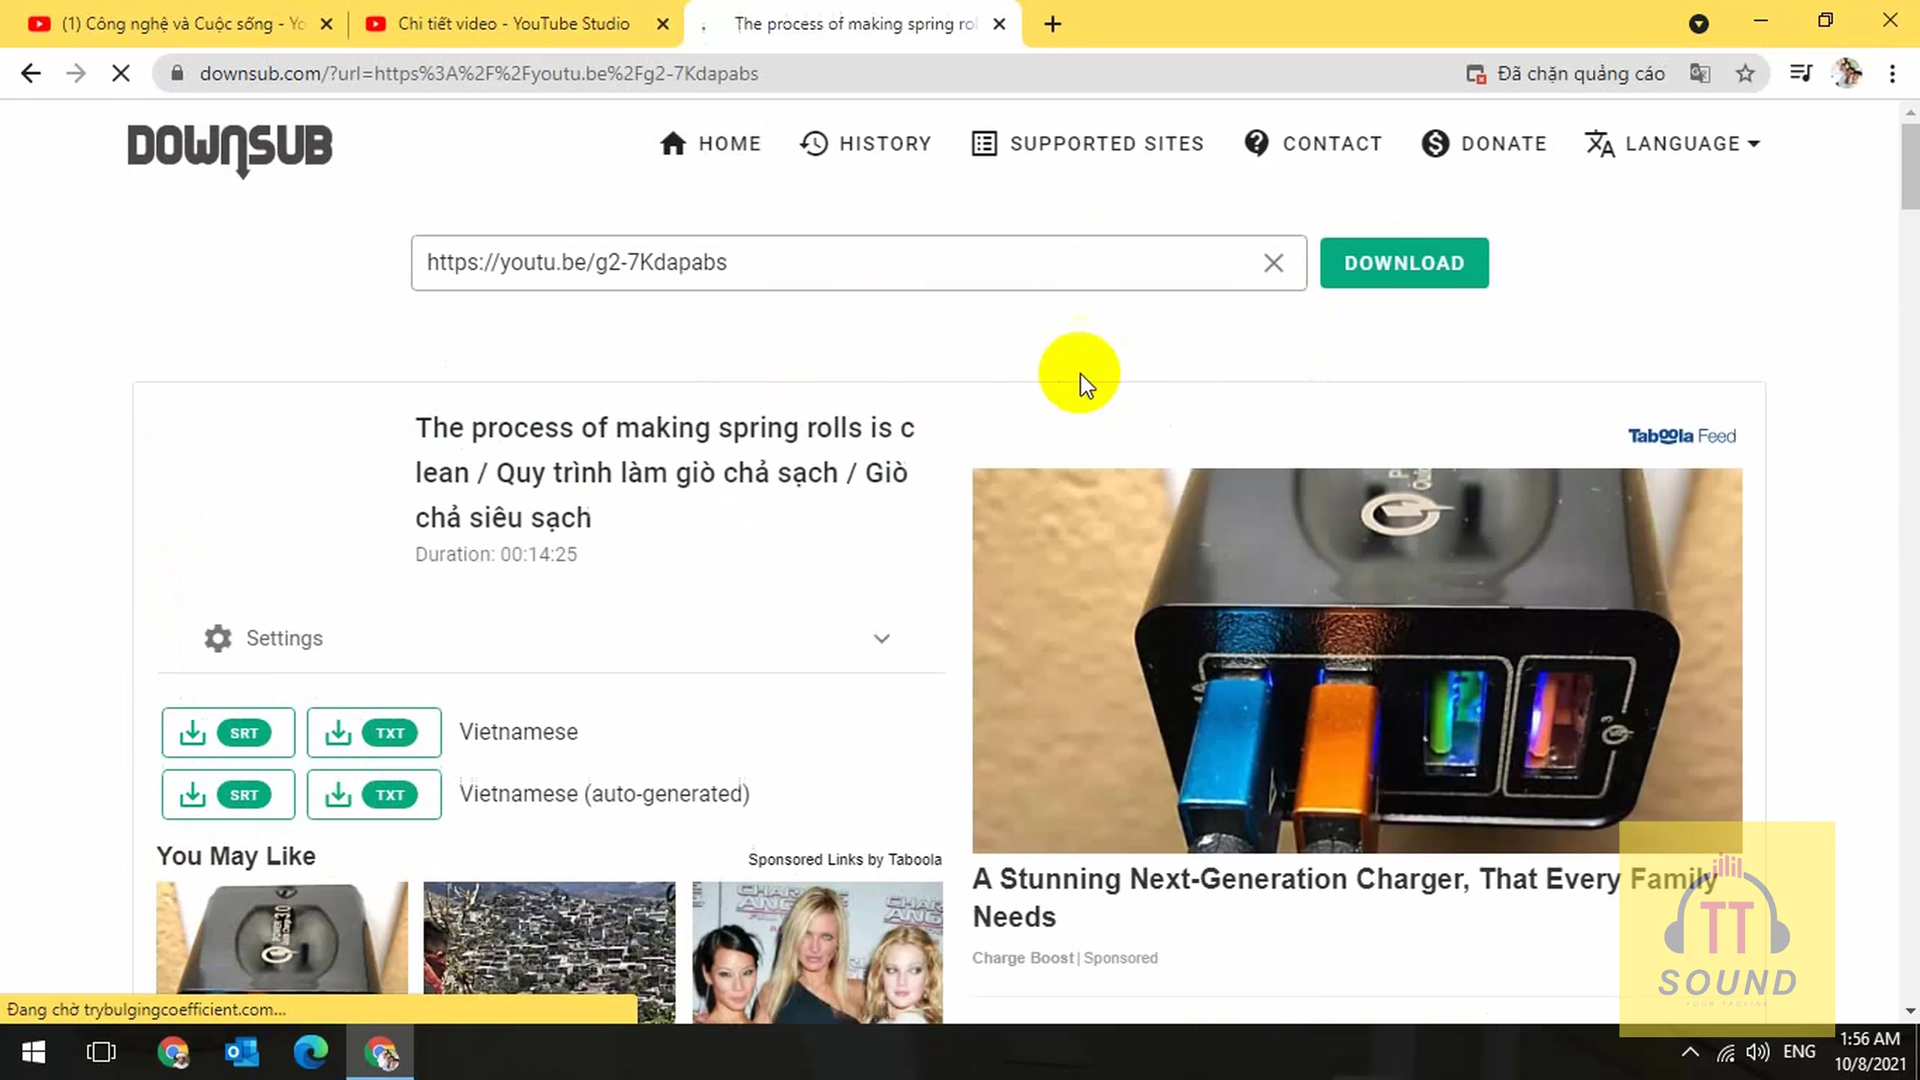 (1) Công nghệ và Cuộc sống - Yo
Chi tiết video - YouTube Studio
The process of making spring rol
downsub.com/?url=https%3A%2F%2Fyoutu.be%2Fg2-7Kdapabs
Đã chặn quảng cáo
DOWNSUB
HOME
HISTORY
SUPPORTED SITES
CONTACT
DONATE
LANGUAGE
https://youtu.be/g2-7Kdapabs
DOWNLOAD
The process of making spring rolls is c
lean / Quy trình làm giò chả sạch / Giò
chả siêu sạch
Duration: 00:14:25
Taboola Feed
Settings
SRT TXT Vietnamese
SRT TXT Vietnamese (auto-generated)
You May Like
Sponsored Links by Taboola
A Stunning Next-Generation Charger, That Every Family
Needs
Charge Boost | Sponsored
TT
SOUND
YOUR TAGLINE
Đang chờ trybulgingcoefficient.com...
ENG
1:56 AM
10/8/2021